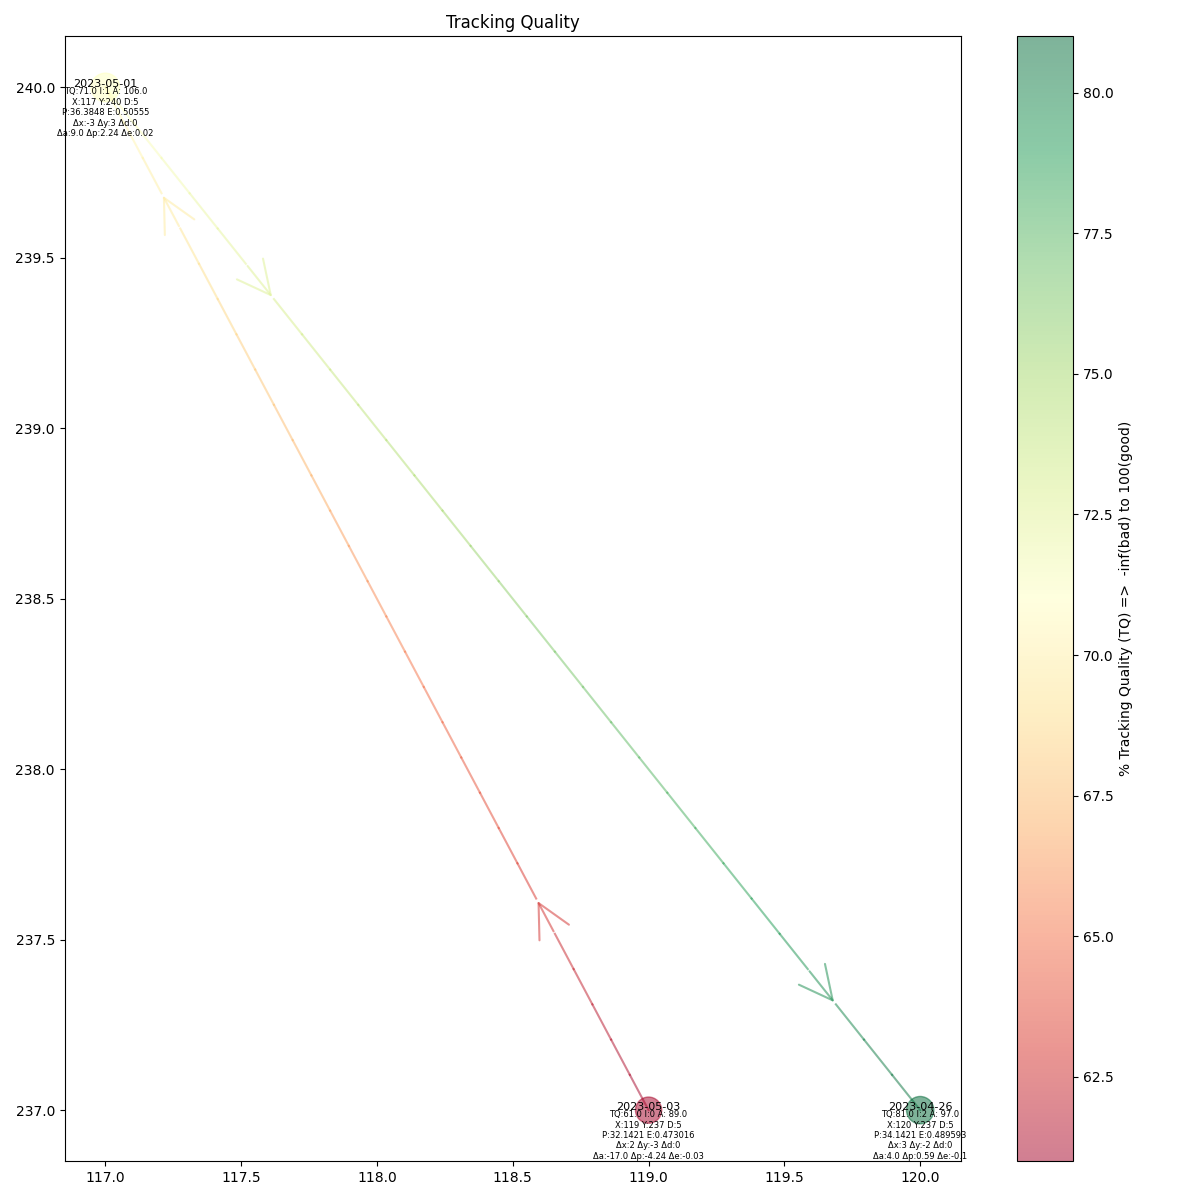 Tracking Quality
240.0
239.5
239.0
238.5
238.0
237.5
237.0
2023-05-01
TQ:71.0 I:1 A: 106.0
X:117 Y:240 D:5
P:36.3848 E:0.50555
Δx:-3 Δy:3 Δd:0
Δa:9.0 Δp:2.24 Δe:0.02
2023-05-03
TQ:61.0 I:0 A: 89.0
X:119 Y:237 D:5
P:32.1421 E:0.473016
Δx:2 Δy:-3 Δd:0
Δa:-17.0 Δp:-4.24 Δe:-0.03
2023-04-26
TQ:81.0 I:2 A: 97.0
X:120 Y:237 D:5
P:34.1421 E:0.489593
Δx:3 Δy:-2 Δd:0
Δa:4.0 Δp:0.59 Δe:-0.1
117.0 117.5 118.0 118.5 119.0 119.5 120.0
80.0
77.5
75.0
72.5
70.0
67.5
65.0
62.5
% Tracking Quality (TQ) => -inf(bad) to 100(good)